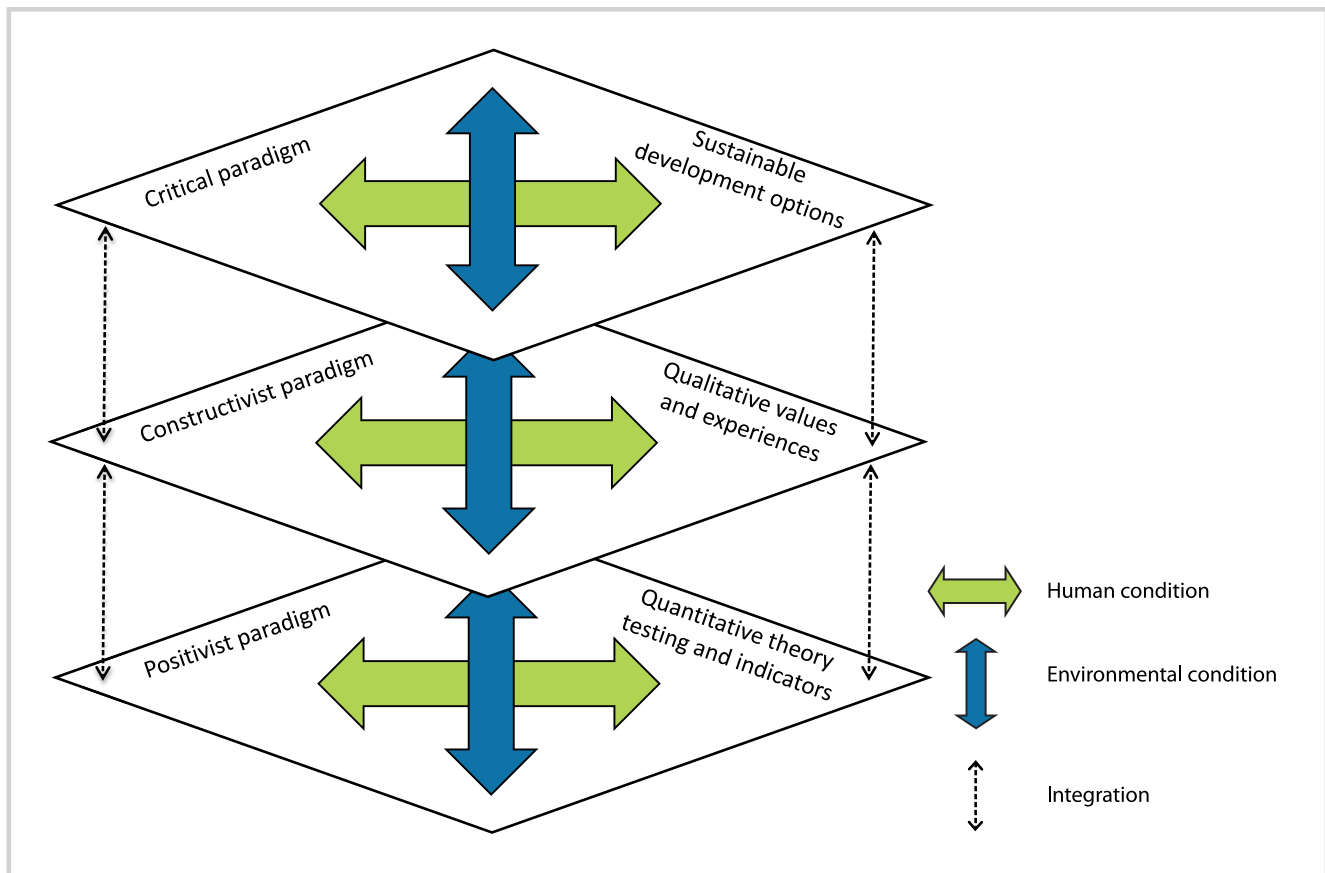 Critical paradigm
Sustainable
development options
Constructivist paradigm
Qualitative values
and experiences
Positivist paradigm
Quantitative theory
testing and indicators
Human condition
Environmental condition
Integration